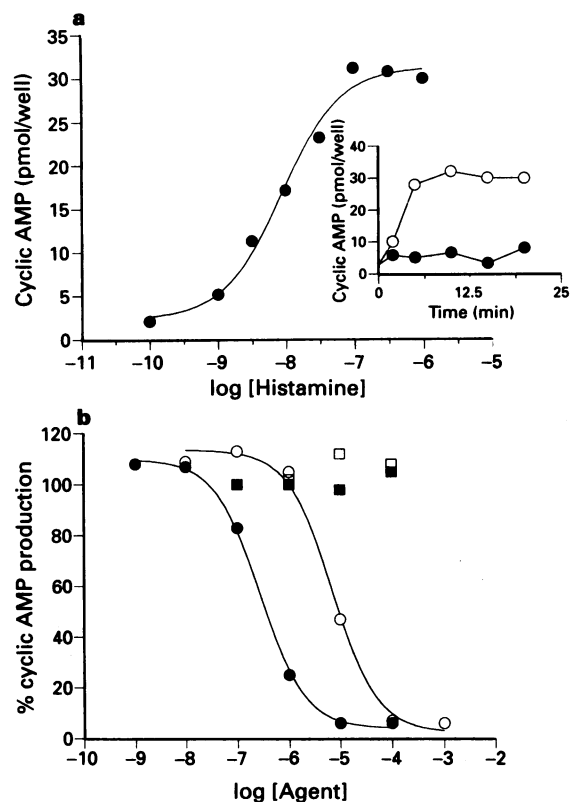 a
Cyclic AMP (pmol/well)
35
30
25
20
15
10
5
0
−11 −10 −9 −8 −7 −6 −5
log [Histamine]
Cyclic AMP (pmol/well)
40
30
20
10
0
0 12.5 25
Time (min)
b
% cyclic AMP production
120
100
80
60
40
20
0
−10 −9 −8 −7 −6 −5 −4 −3 −2
log [Agent]